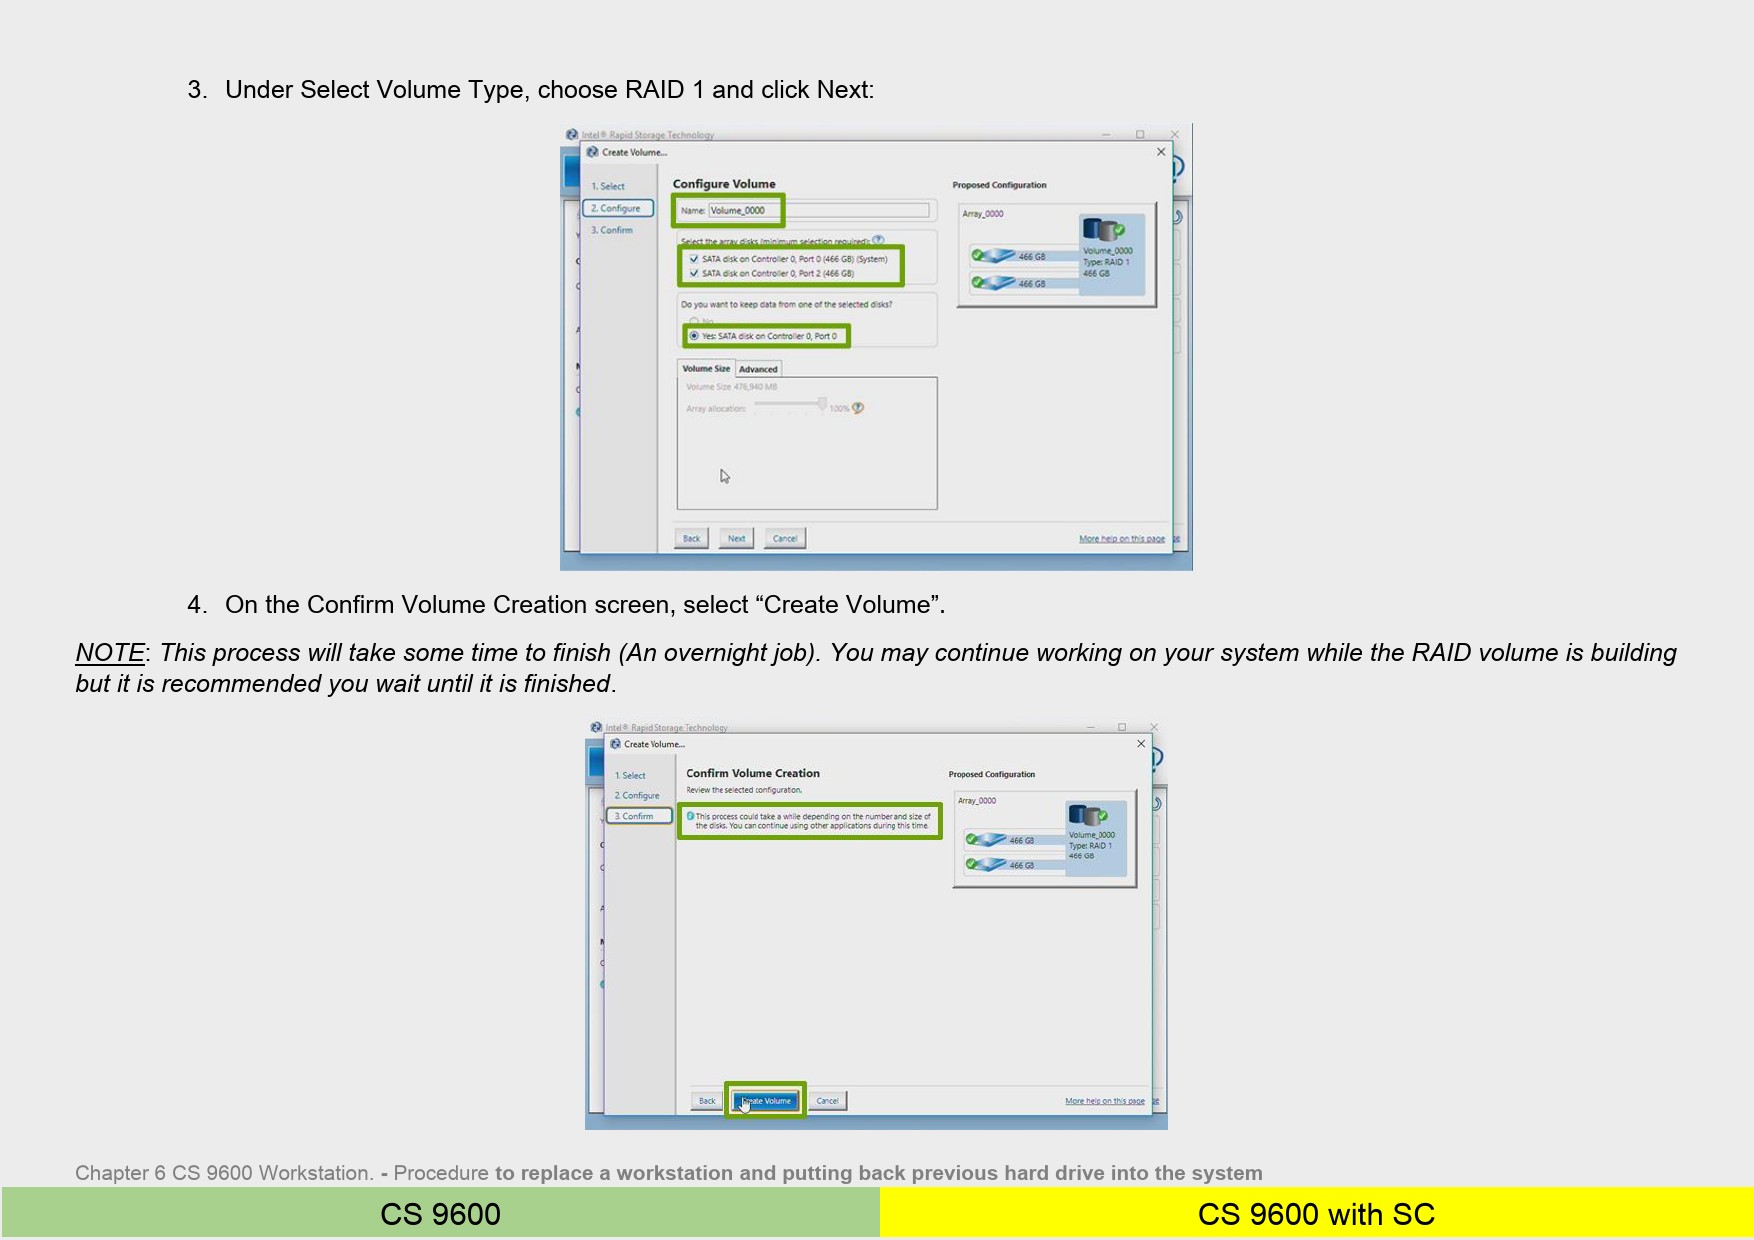 3. Under Select Volume Type, choose RAID 1 and click Next:
Intel® Rapid Storage Technology
Create Volume...
1. Select
2. Configure
3. Confirm
Configure Volume
Name: Volume_0000
Select the array disks (minimum selection required):
SATA disk on Controller 0, Port 0 (466 GB) (System)
SATA disk on Controller 0, Port 2 (466 GB)
Do you want to keep data from one of the selected disks?
No
Yes: SATA disk on Controller 0, Port 0
Volume Size Advanced
Volume Size 476,940 MB
Array allocation: 100%
Proposed Configuration
Array_0000
466 GB
466 GB
Volume_0000
Type: RAID 1
466 GB
Back Next Cancel
More help on this page
4. On the Confirm Volume Creation screen, select “Create Volume”.
NOTE: This process will take some time to finish (An overnight job). You may continue working on your system while the RAID volume is building
but it is recommended you wait until it is finished.
Intel® Rapid Storage Technology
Create Volume...
1. Select
2. Configure
3. Confirm
Confirm Volume Creation
Review the selected configuration.
This process could take a while depending on the number and size of
the disks. You can continue using other applications during this time.
Proposed Configuration
Array_0000
466 GB
466 GB
Volume_0000
Type: RAID 1
466 GB
Back Create Volume Cancel
More help on this page
Chapter 6 CS 9600 Workstation. - Procedure to replace a workstation and putting back previous hard drive into the system
CS 9600
CS 9600 with SC